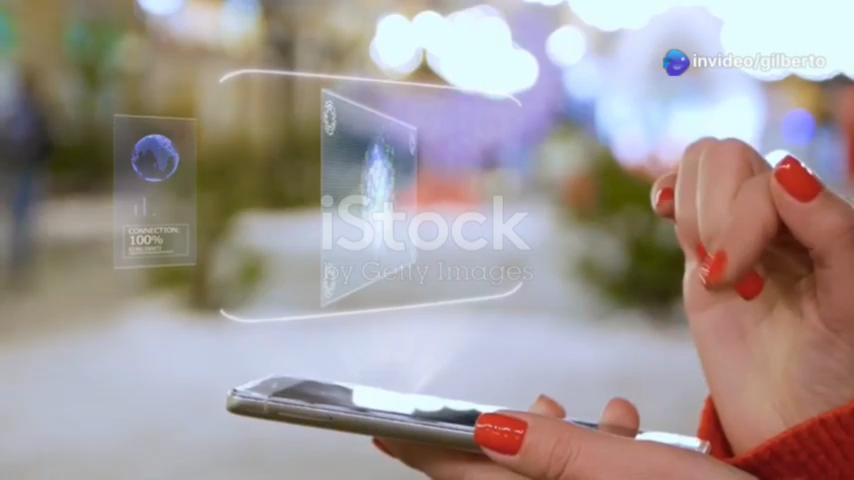 invideo/gilberto
CONNECTION:
100%
iStock
by Getty Images